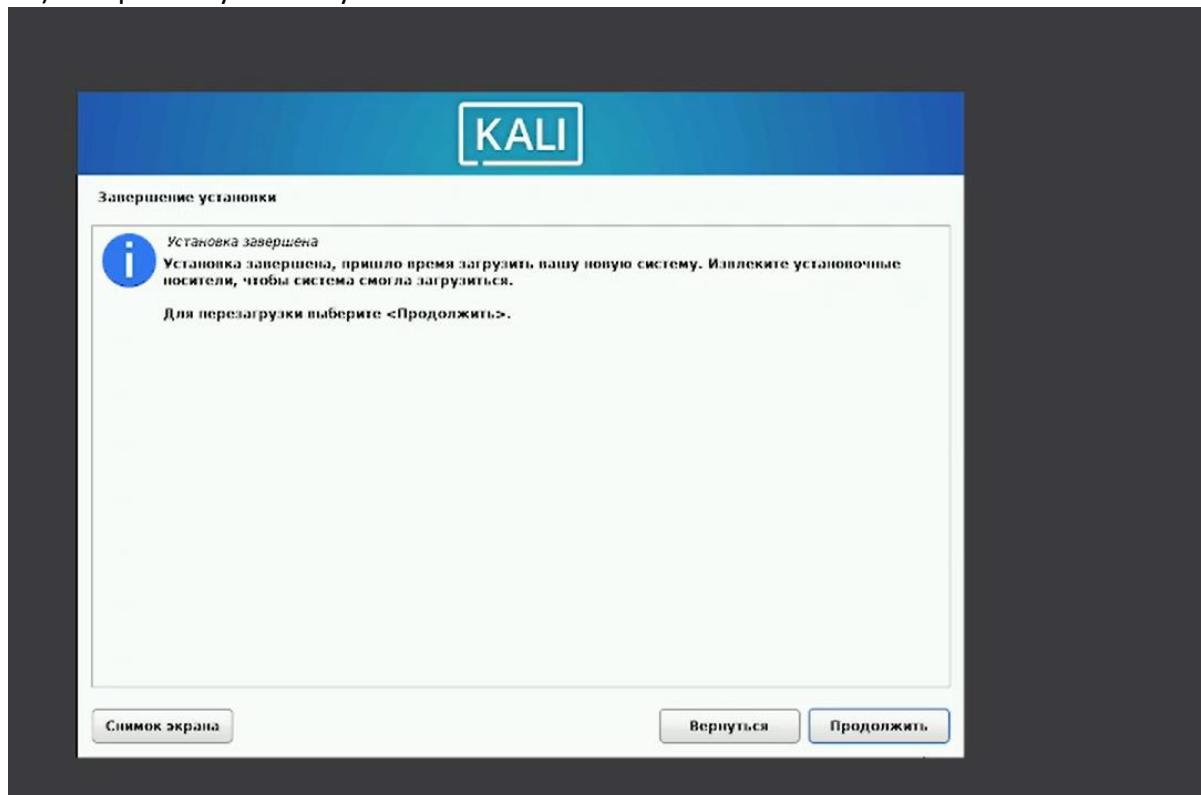 KALI
Завершение установки
Установка завершена
Установка завершена, пришло время загрузить вашу новую систему. Извлеките установочные
носители, чтобы система смогла загрузиться.
Для перезагрузки выберите <Продолжить>.
Снимок экрана
Вернуться
Продолжить